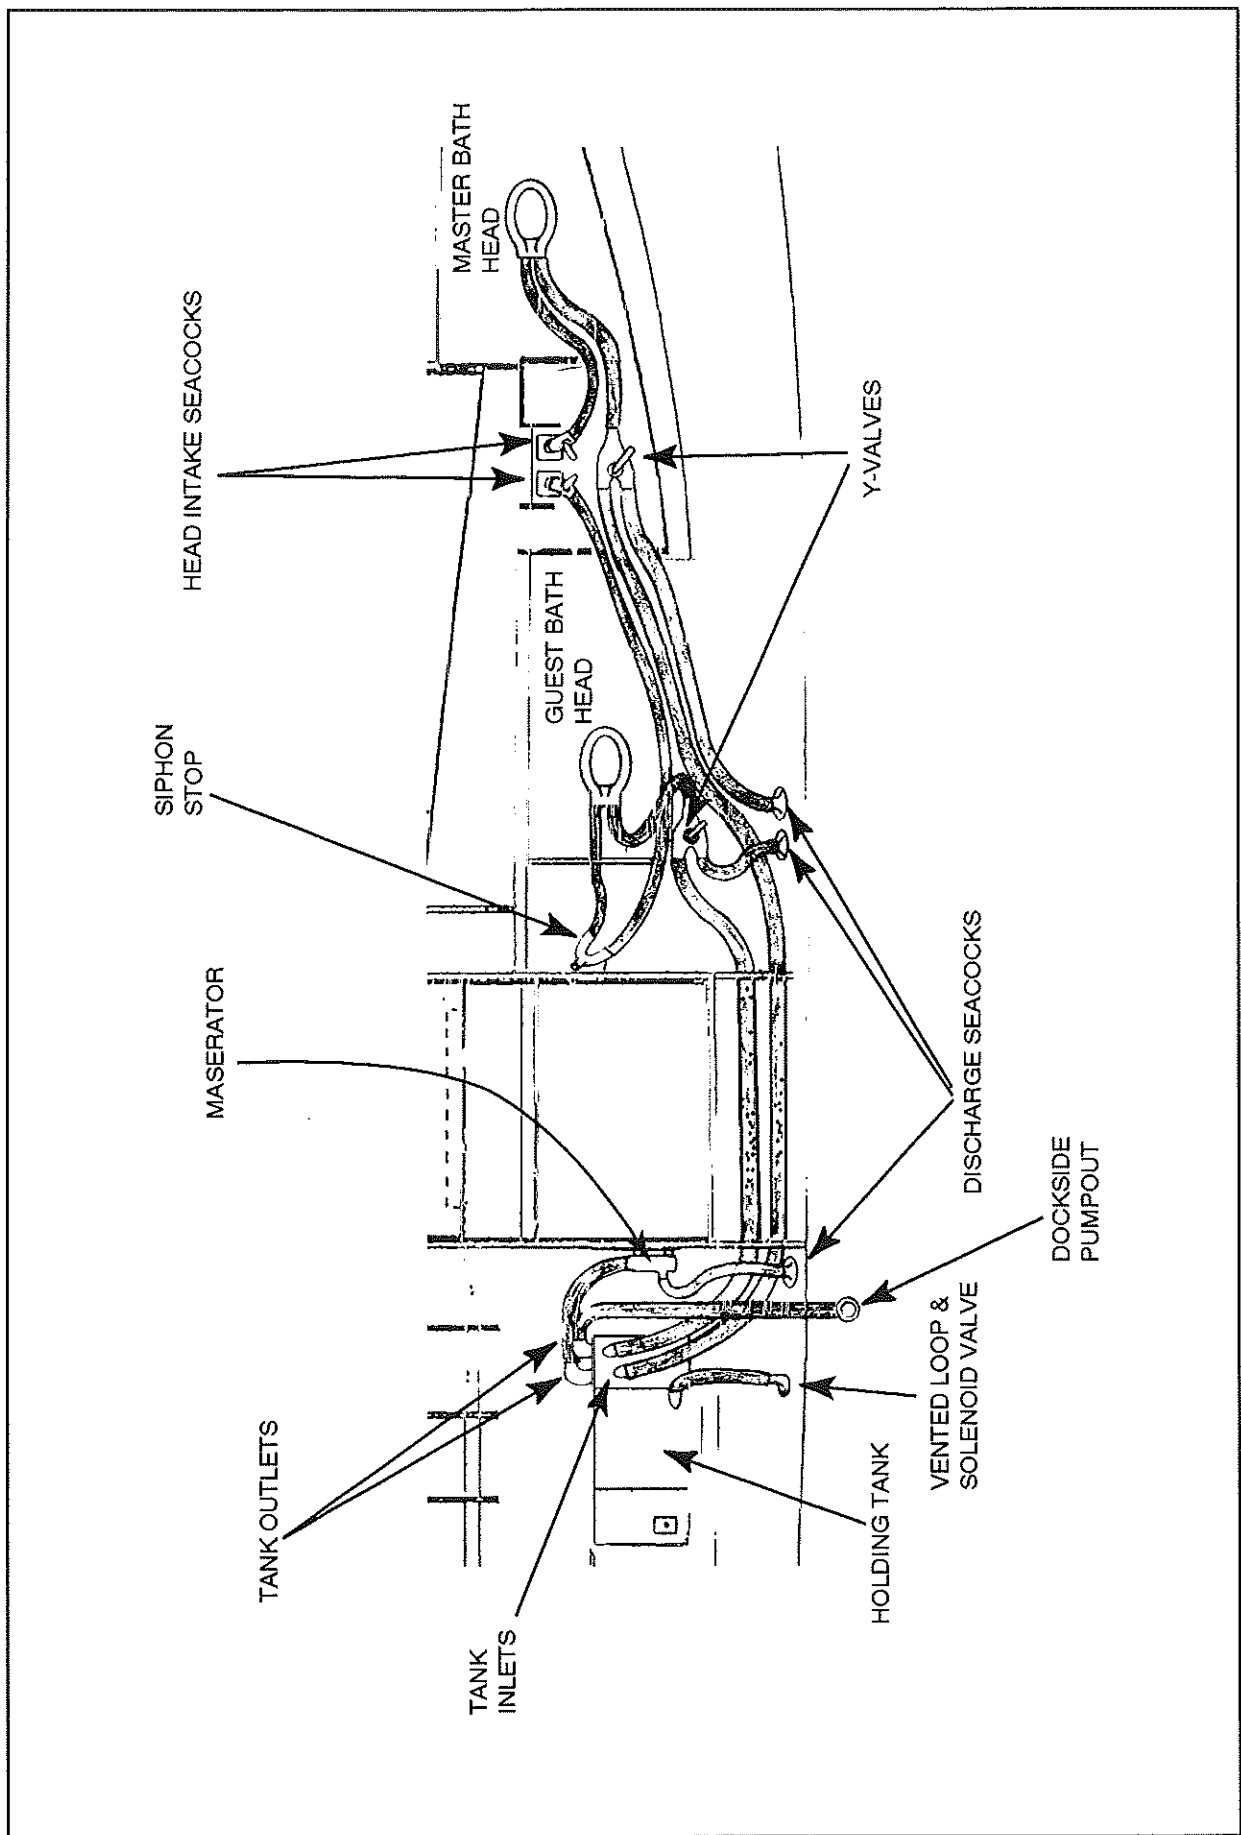 HEAD INTAKE SEACOCKS
MASTER BATH
HEAD
SIPHON
STOP
GUEST BATH
HEAD
Y-VALVES
MASERATOR
TANK OUTLETS
TANK
INLETS
HOLDING TANK
VENTED LOOP &
SOLENOID VALVE
DOCKSIDE
PUMPOUT
DISCHARGE SEACOCKS